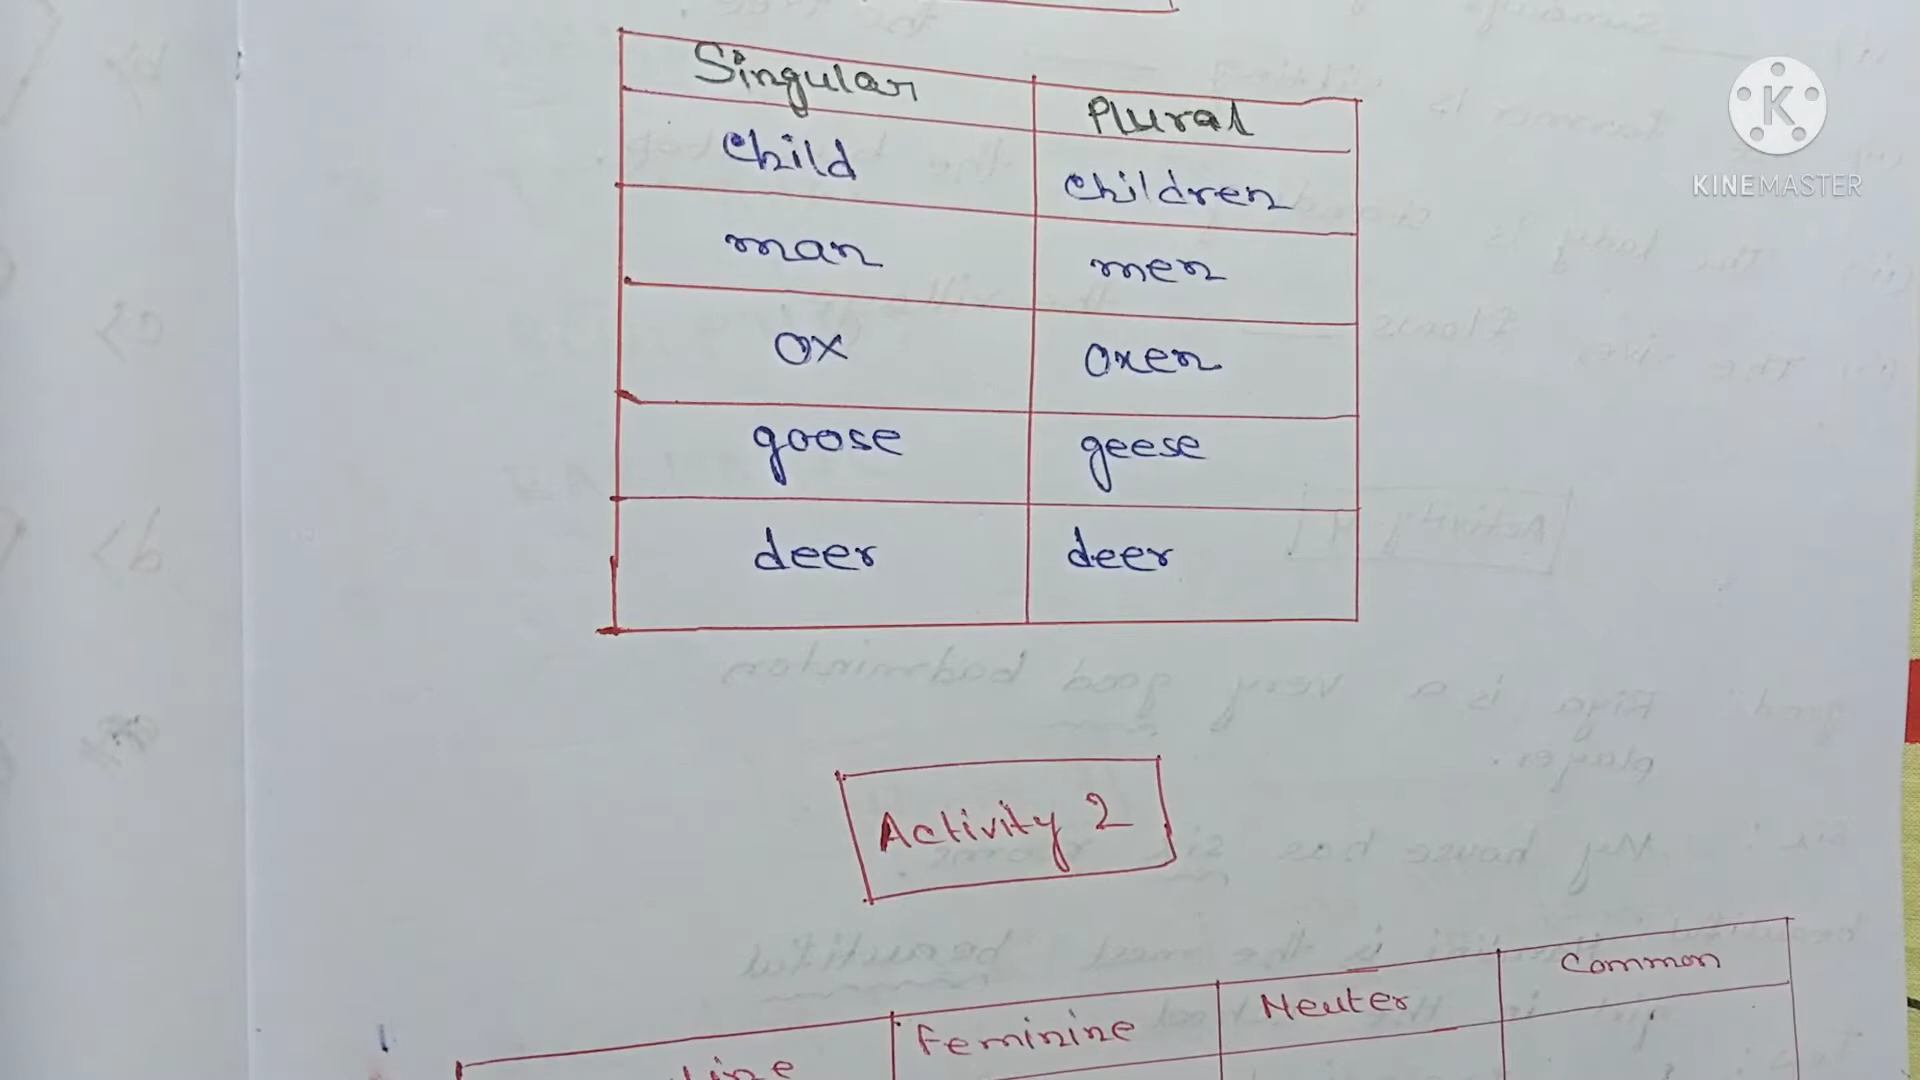 Singular Plural
child children
man men
ox oxen
goose geese
deer deer
Activity 2
Feminine Neuter Common
KINEMASTER